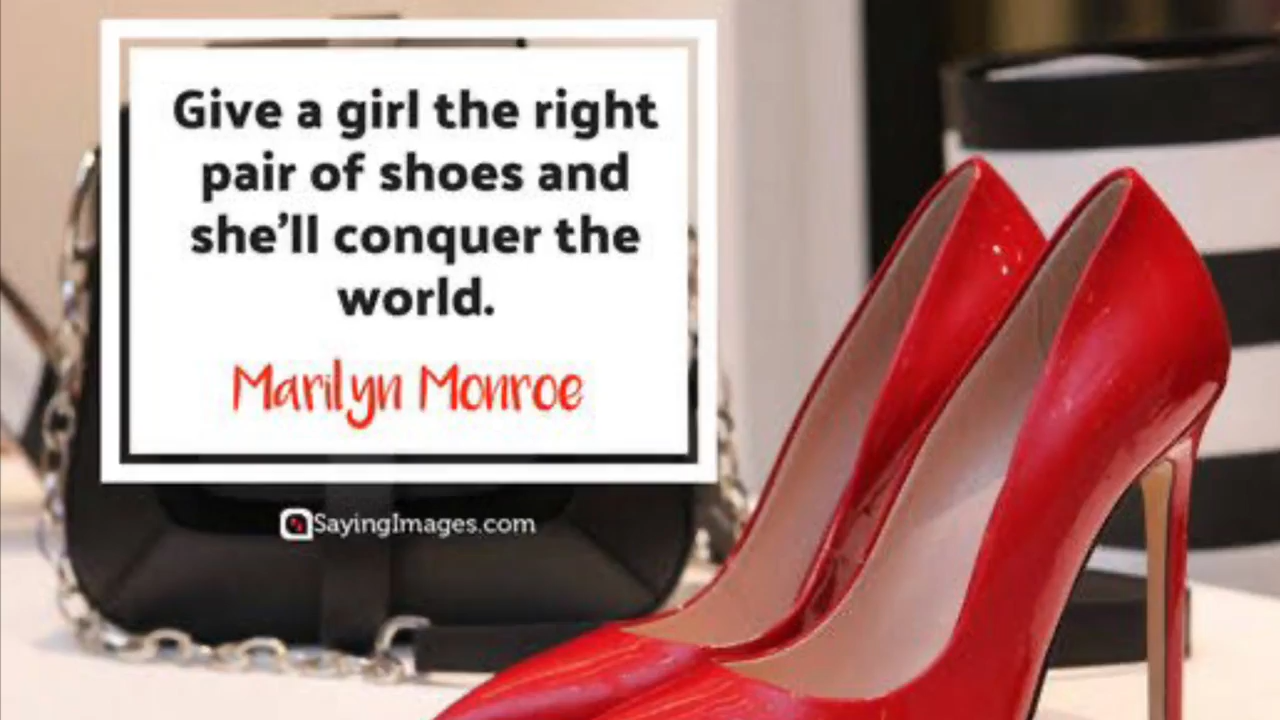 Give a girl the right
pair of shoes and
she’ll conquer the
world.
Marilyn Monroe
SayingImages.com